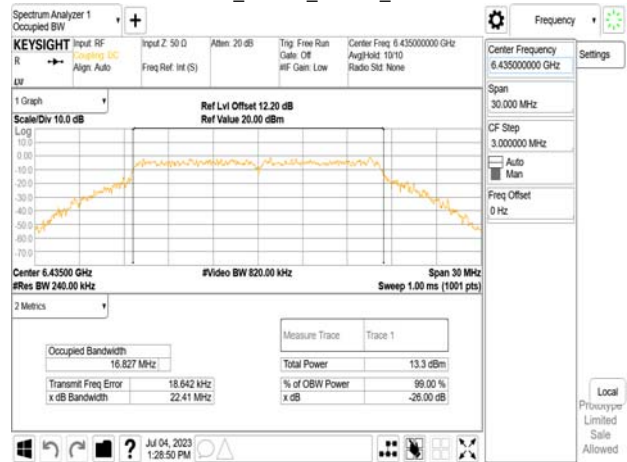 Spectrum Analyzer 1
Occupied BW
Frequency
KEYSIGHT
R
Input: RF
Coupling: DC
Align: Auto
Input Z: 50 Ω
Freq Ref: Int (S)
Atten: 20 dB
Trig: Free Run
Gate: Off
#IF Gain: Low
Center Freq: 6.435000000 GHz
Avg|Hold: 10/10
Radio Std: None
Center Frequency
6.435000000 GHz
Settings
Span
30.000 MHz
CF Step
3.000000 MHz
Auto
Man
Freq Offset
0 Hz
1 Graph
Scale/Div 10.0 dB
Ref Lvl Offset 12.20 dB
Ref Value 20.00 dBm
Log
10.0
0.00
-10.0
-20.0
-30.0
-40.0
-50.0
-60.0
-70.0
Center 6.43500 GHz
#Res BW 240.00 kHz
#Video BW 820.00 kHz
Span 30 MHz
Sweep 1.00 ms (1001 pts)
2 Metrics
Measure Trace
Trace 1
Occupied Bandwidth
16.827 MHz
Total Power
13.3 dBm
Transmit Freq Error
18.642 kHz
% of OBW Power
99.00 %
x dB Bandwidth
22.41 MHz
x dB
-26.00 dB
Local
Prototype
Limited
Sale
Allowed
?
Jul 04, 2023
1:28:50 PM